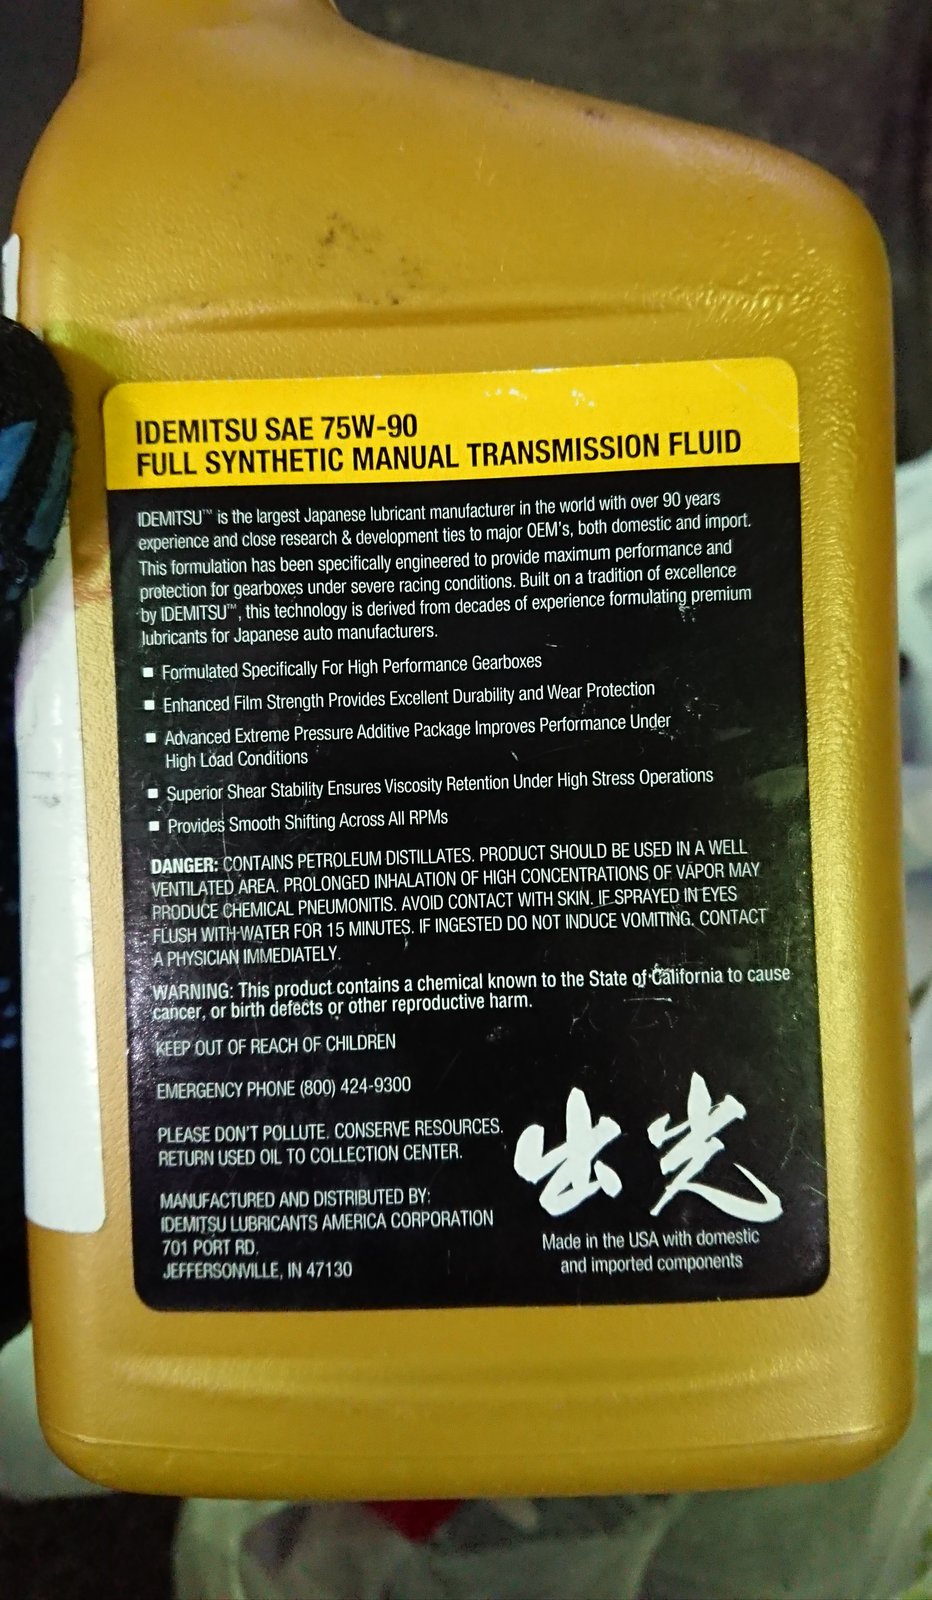 IDEMITSU SAE 75W-90
FULL SYNTHETIC MANUAL TRANSMISSION FLUID
IDEMITSU™ is the largest Japanese lubricant manufacturer in the world with over 90 years
experience and close research & development ties to major OEM's, both domestic and import.
This formulation has been specifically engineered to provide maximum performance and
protection for gearboxes under severe racing conditions. Built on a tradition of excellence
by IDEMITSU™, this technology is derived from decades of experience formulating premium
lubricants for Japanese auto manufacturers.
■ Formulated Specifically For High Performance Gearboxes
■ Enhanced Film Strength Provides Excellent Durability and Wear Protection
■ Advanced Extreme Pressure Additive Package Improves Performance Under
High Load Conditions
■ Superior Shear Stability Ensures Viscosity Retention Under High Stress Operations
■ Provides Smooth Shifting Across All RPMs
DANGER: CONTAINS PETROLEUM DISTILLATES. PRODUCT SHOULD BE USED IN A WELL
VENTILATED AREA. PROLONGED INHALATION OF HIGH CONCENTRATIONS OF VAPOR MAY
PRODUCE CHEMICAL PNEUMONITIS. AVOID CONTACT WITH SKIN. IF SPRAYED IN EYES
FLUSH WITH WATER FOR 15 MINUTES. IF INGESTED DO NOT INDUCE VOMITING. CONTACT
A PHYSICIAN IMMEDIATELY.
WARNING: This product contains a chemical known to the State of California to cause
cancer, or birth defects or other reproductive harm.
KEEP OUT OF REACH OF CHILDREN
EMERGENCY PHONE (800) 424-9300
PLEASE DON'T POLLUTE. CONSERVE RESOURCES.
RETURN USED OIL TO COLLECTION CENTER.
MANUFACTURED AND DISTRIBUTED BY:
IDEMITSU LUBRICANTS AMERICA CORPORATION
701 PORT RD.
JEFFERSONVILLE, IN 47130
出光
Made in the USA with domestic
and imported components